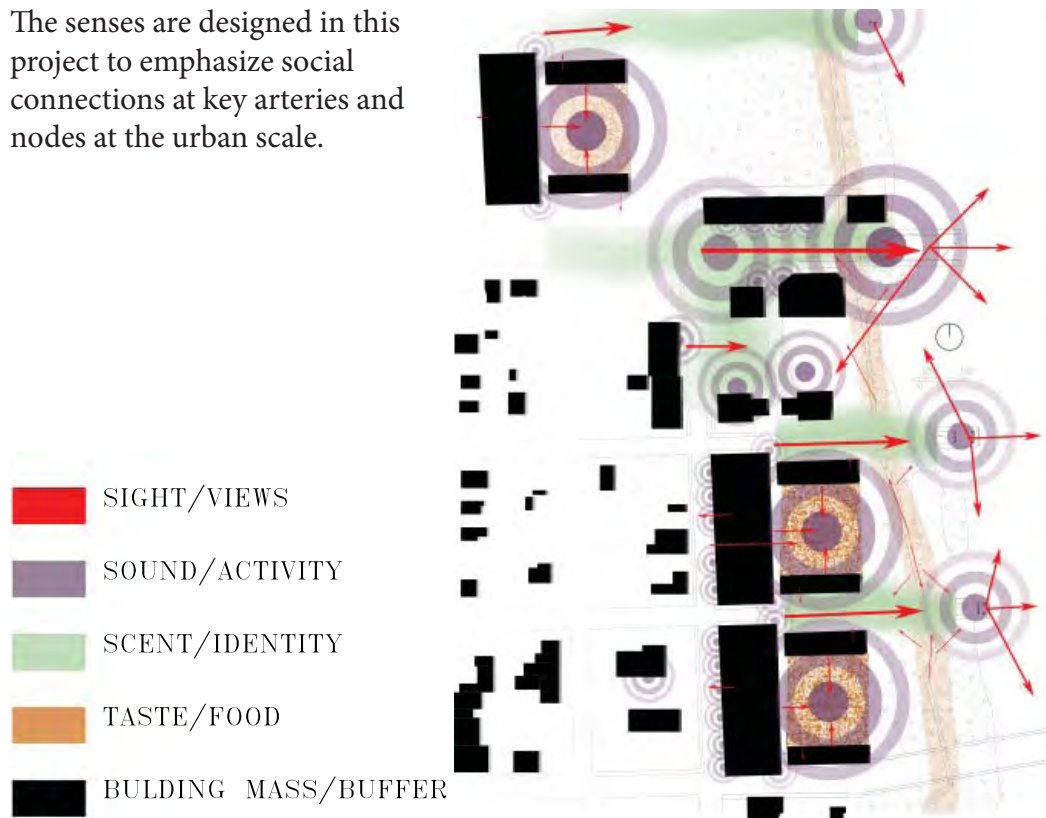 The senses are designed in this
project to emphasize social
connections at key arteries and
nodes at the urban scale.
SIGHT/VIEWS
SOUND/ACTIVITY
SCENT/IDENTITY
TASTE/FOOD
BULDING MASS/BUFFER